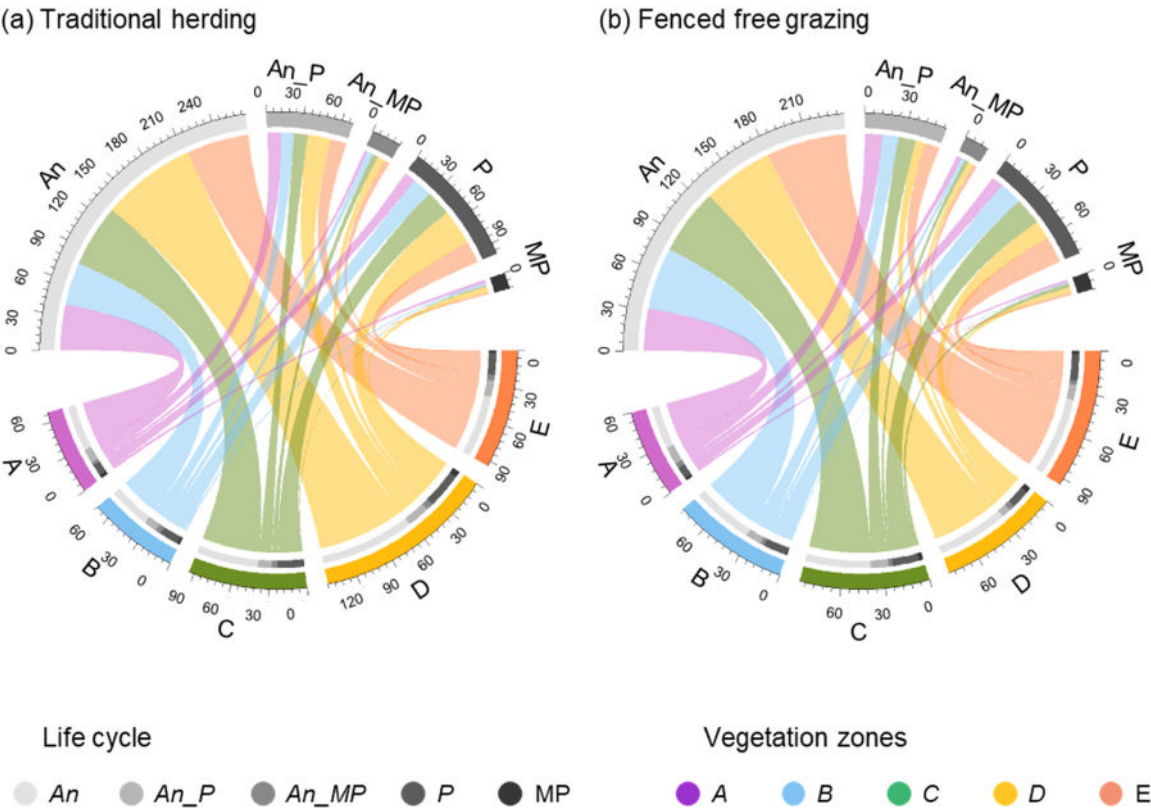 (a) Traditional herding
(b) Fenced free grazing
An
0 30 60 90 120 150 180 210 240
An_P
0 30 60
An_MP
0
P
0 30 60 90
MP
0
E
0 30 60 90
D
0 30 60 90 120
C
0 30 60 90
B
0 30 60
A
0 30 60
An
0 30 60 90 120 150 180 210
An_P
0 30
An_MP
0
P
0 30 60
MP
0
E
0 30 60 90
D
0 30 60
C
0 30 60
B
0 30 60
A
0 30
Life cycle
An An_P An_MP P MP
Vegetation zones
A B C D E